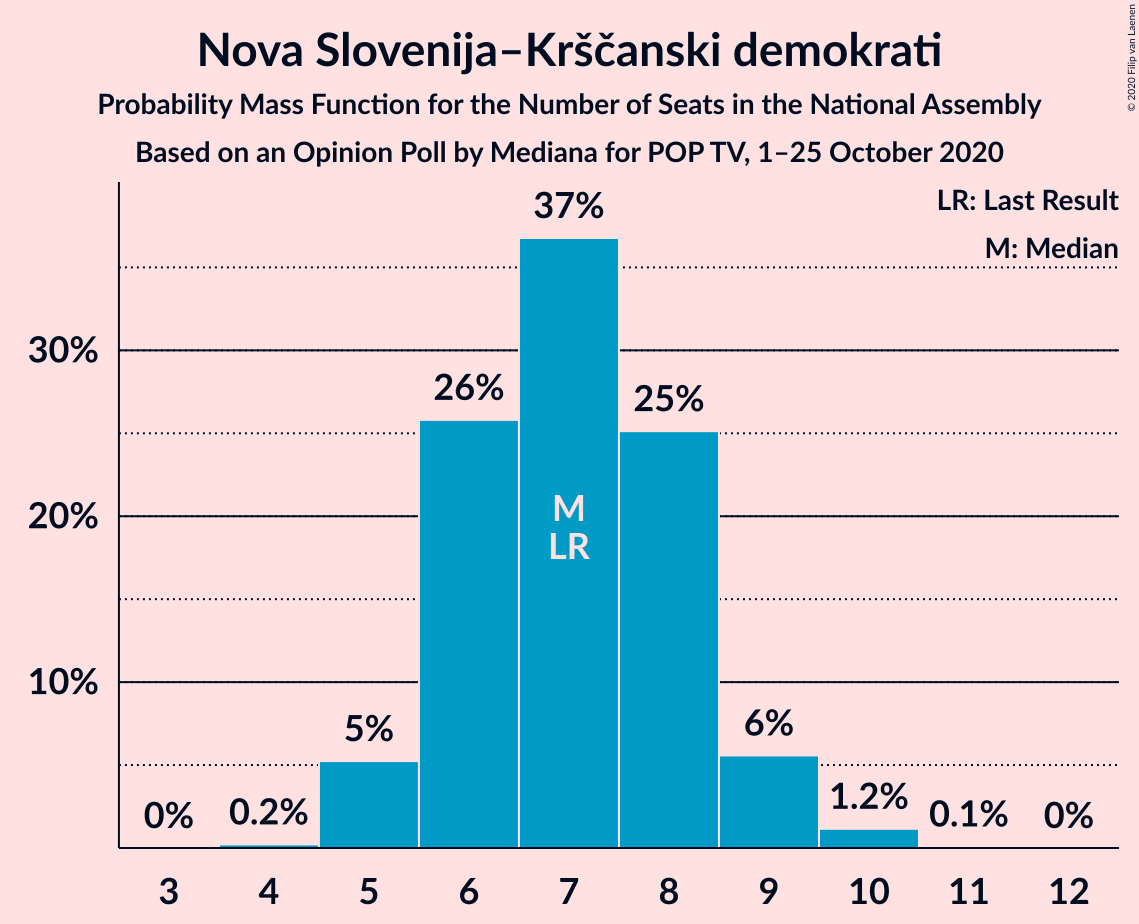 Nova Slovenija–Krščanski demokrati
Probability Mass Function for the Number of Seats in the National Assembly
Based on an Opinion Poll by Mediana for POP TV, 1–25 October 2020
© 2020 Filip van Laenen
LR: Last Result
M: Median
37%
30%
26%
25%
M
LR
20%
10%
5%
6%
0%
0.2%
1.2%
0.1%
0%
3 4 5 6 7 8 9 10 11 12